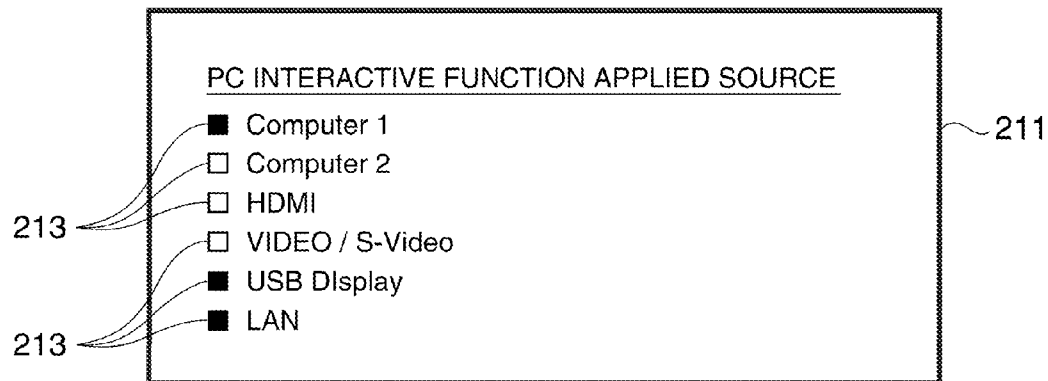 PC INTERACTIVE FUNCTION APPLIED SOURCE
Computer 1
211
Computer 2
HDMI
213
VIDEO / S-Video
USB DIsplay
LAN
213